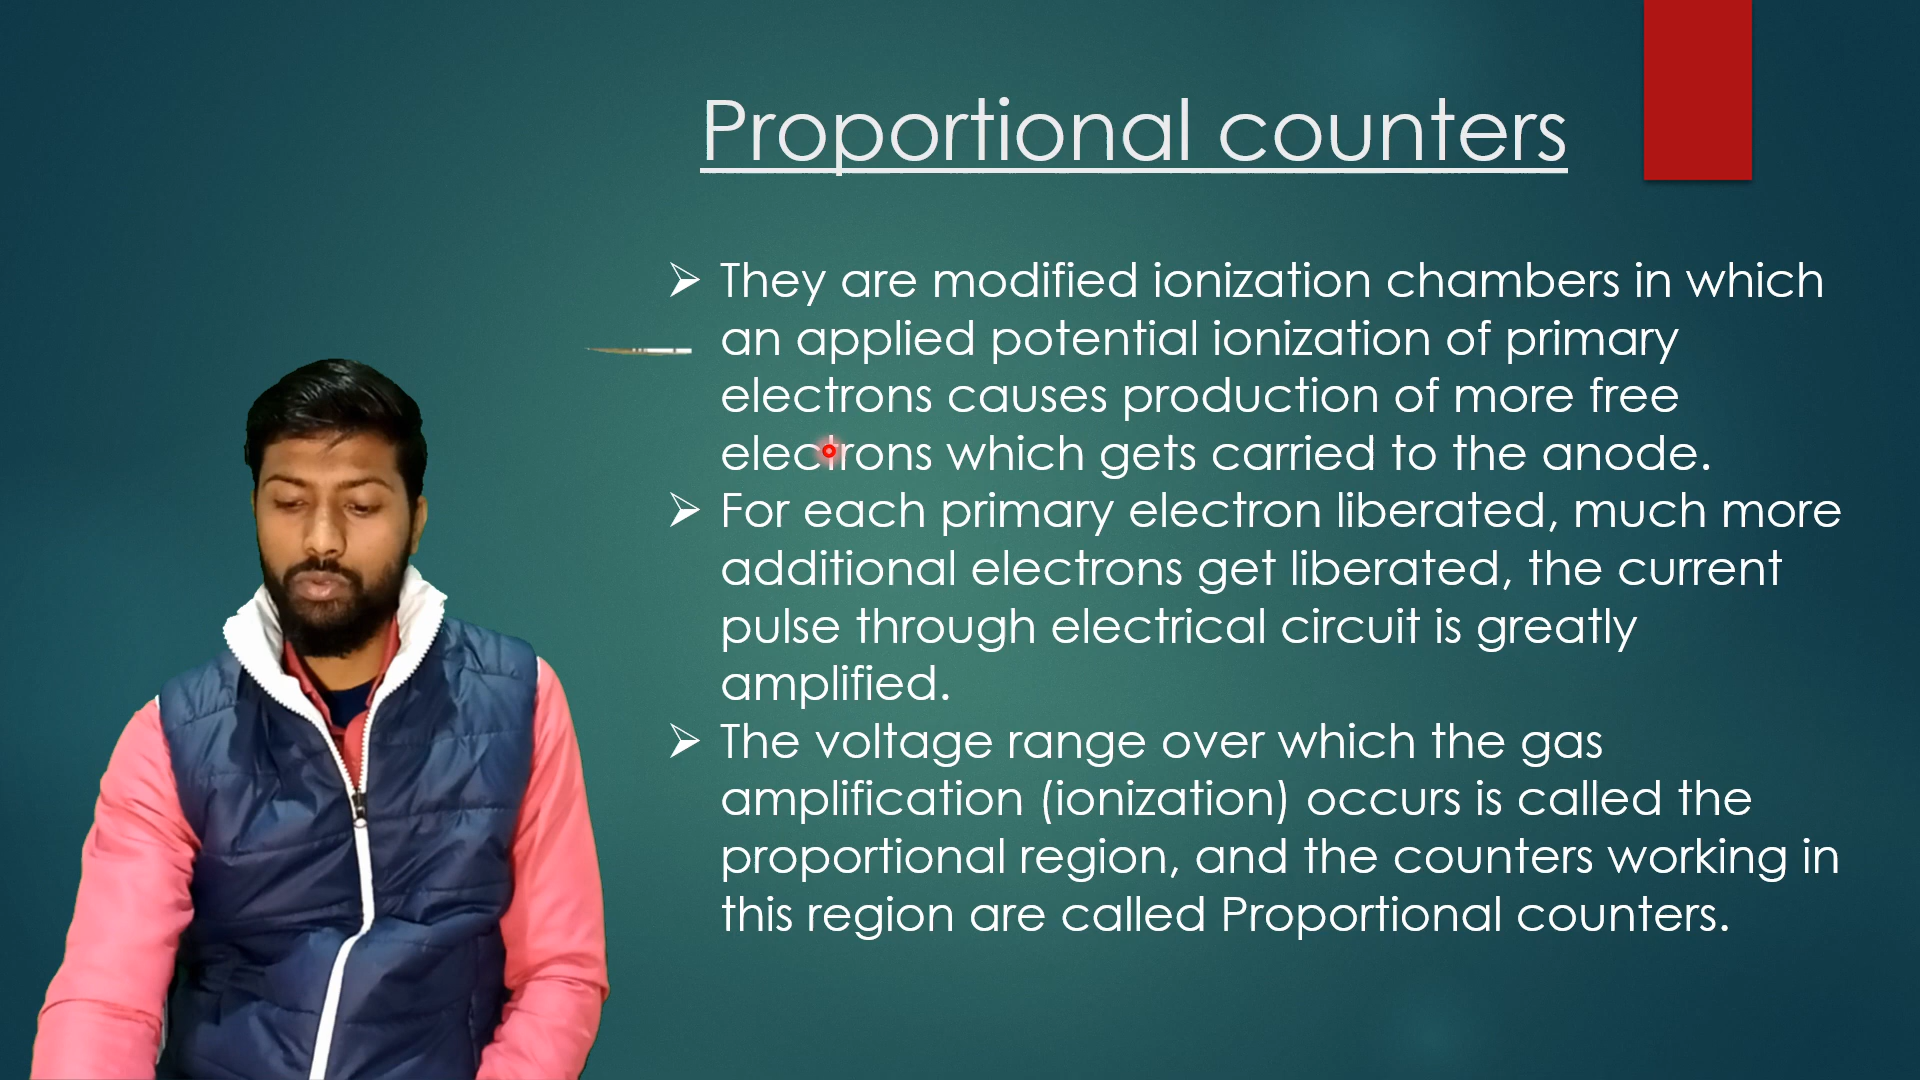 Proportional counters
They are modified ionization chambers in which
an applied potential ionization of primary
electrons causes production of more free
electrons which gets carried to the anode.
For each primary electron liberated, much more
additional electrons get liberated, the current
pulse through electrical circuit is greatly
amplified.
The voltage range over which the gas
amplification (ionization) occurs is called the
proportional region, and the counters working in
this region are called Proportional counters.